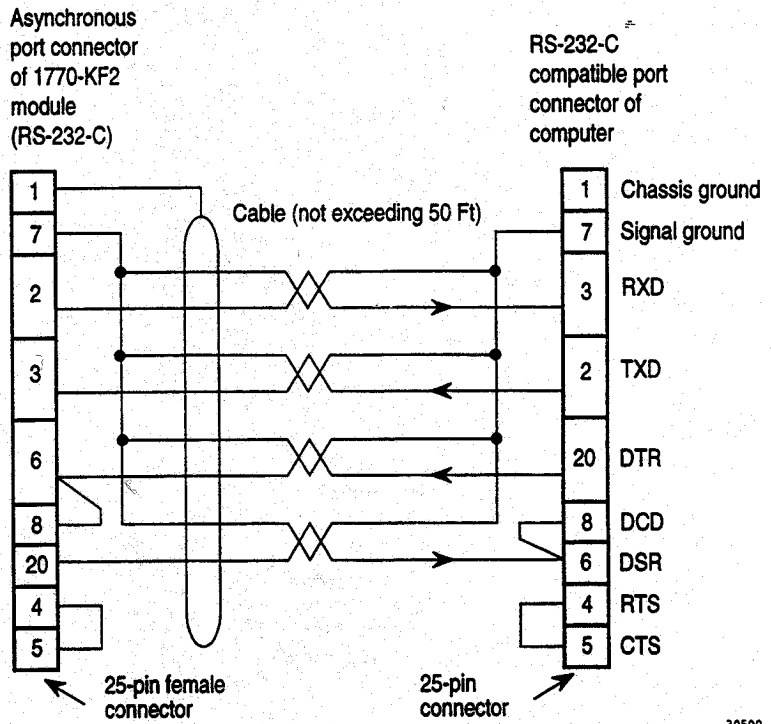 Asynchronous
port connector
of 1770-KF2
module
(RS-232-C)
RS-232-C
compatible port
connector of
computer
Cable (not exceeding 50 Ft)
1
7
2
3
6
8
20
4
5
1 Chassis ground
7 Signal ground
3 RXD
2 TXD
20 DTR
8 DCD
6 DSR
4 RTS
5 CTS
25-pin female
connector
25-pin
connector